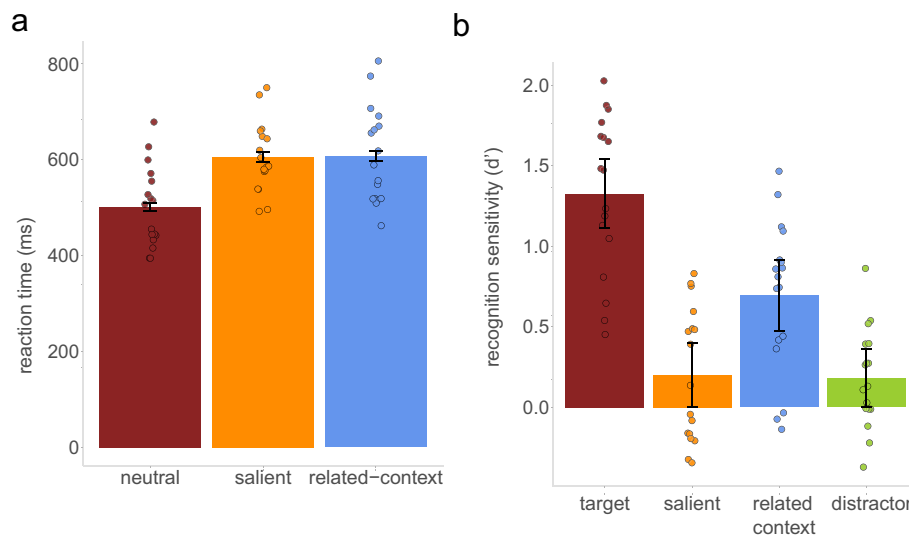 a
800
600
400
200
0
reaction time (ms)
neutral salient related−context
b
2.0
1.5
1.0
0.5
0.0
recognition sensitivity (d')
target salient related distractor
context